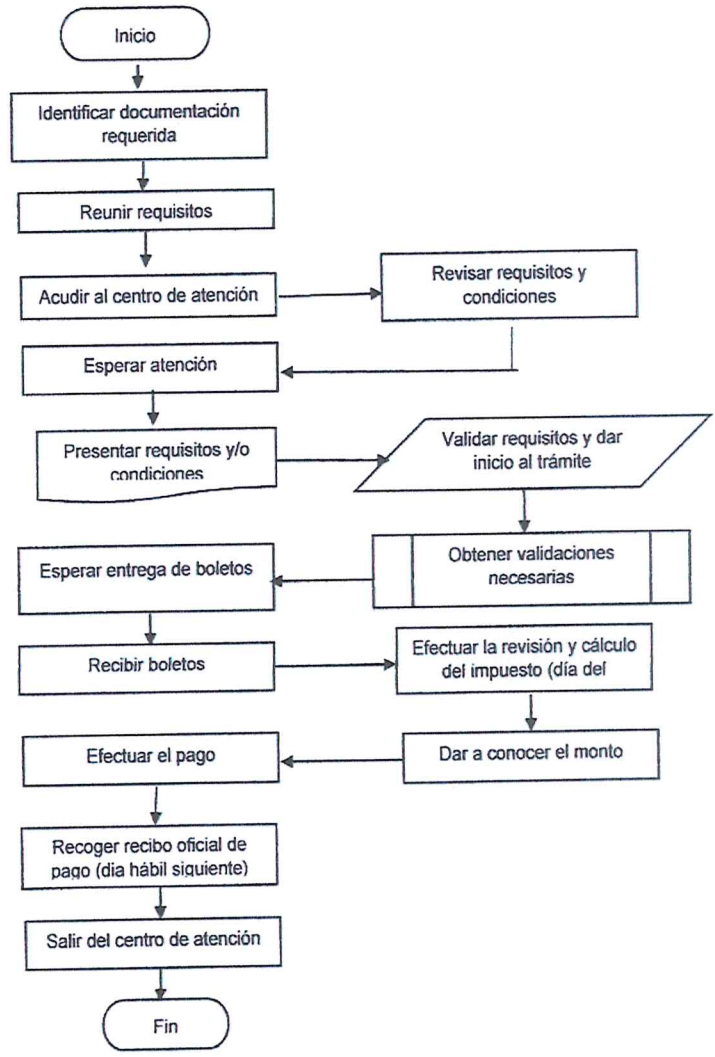 Inicio
Identificar documentación
requerida
Reunir requisitos
Acudir al centro de atención
Revisar requisitos y
condiciones
Esperar atención
Presentar requisitos y/o
condiciones
Validar requisitos y dar
inicio al trámite
Obtener validaciones
necesarias
Esperar entrega de boletos
Recibir boletos
Efectuar la revisión y cálculo
del impuesto (día del
Dar a conocer el monto
Efectuar el pago
Recoger recibo oficial de
pago (dia hábil siguiente)
Salir del centro de atención
Fin